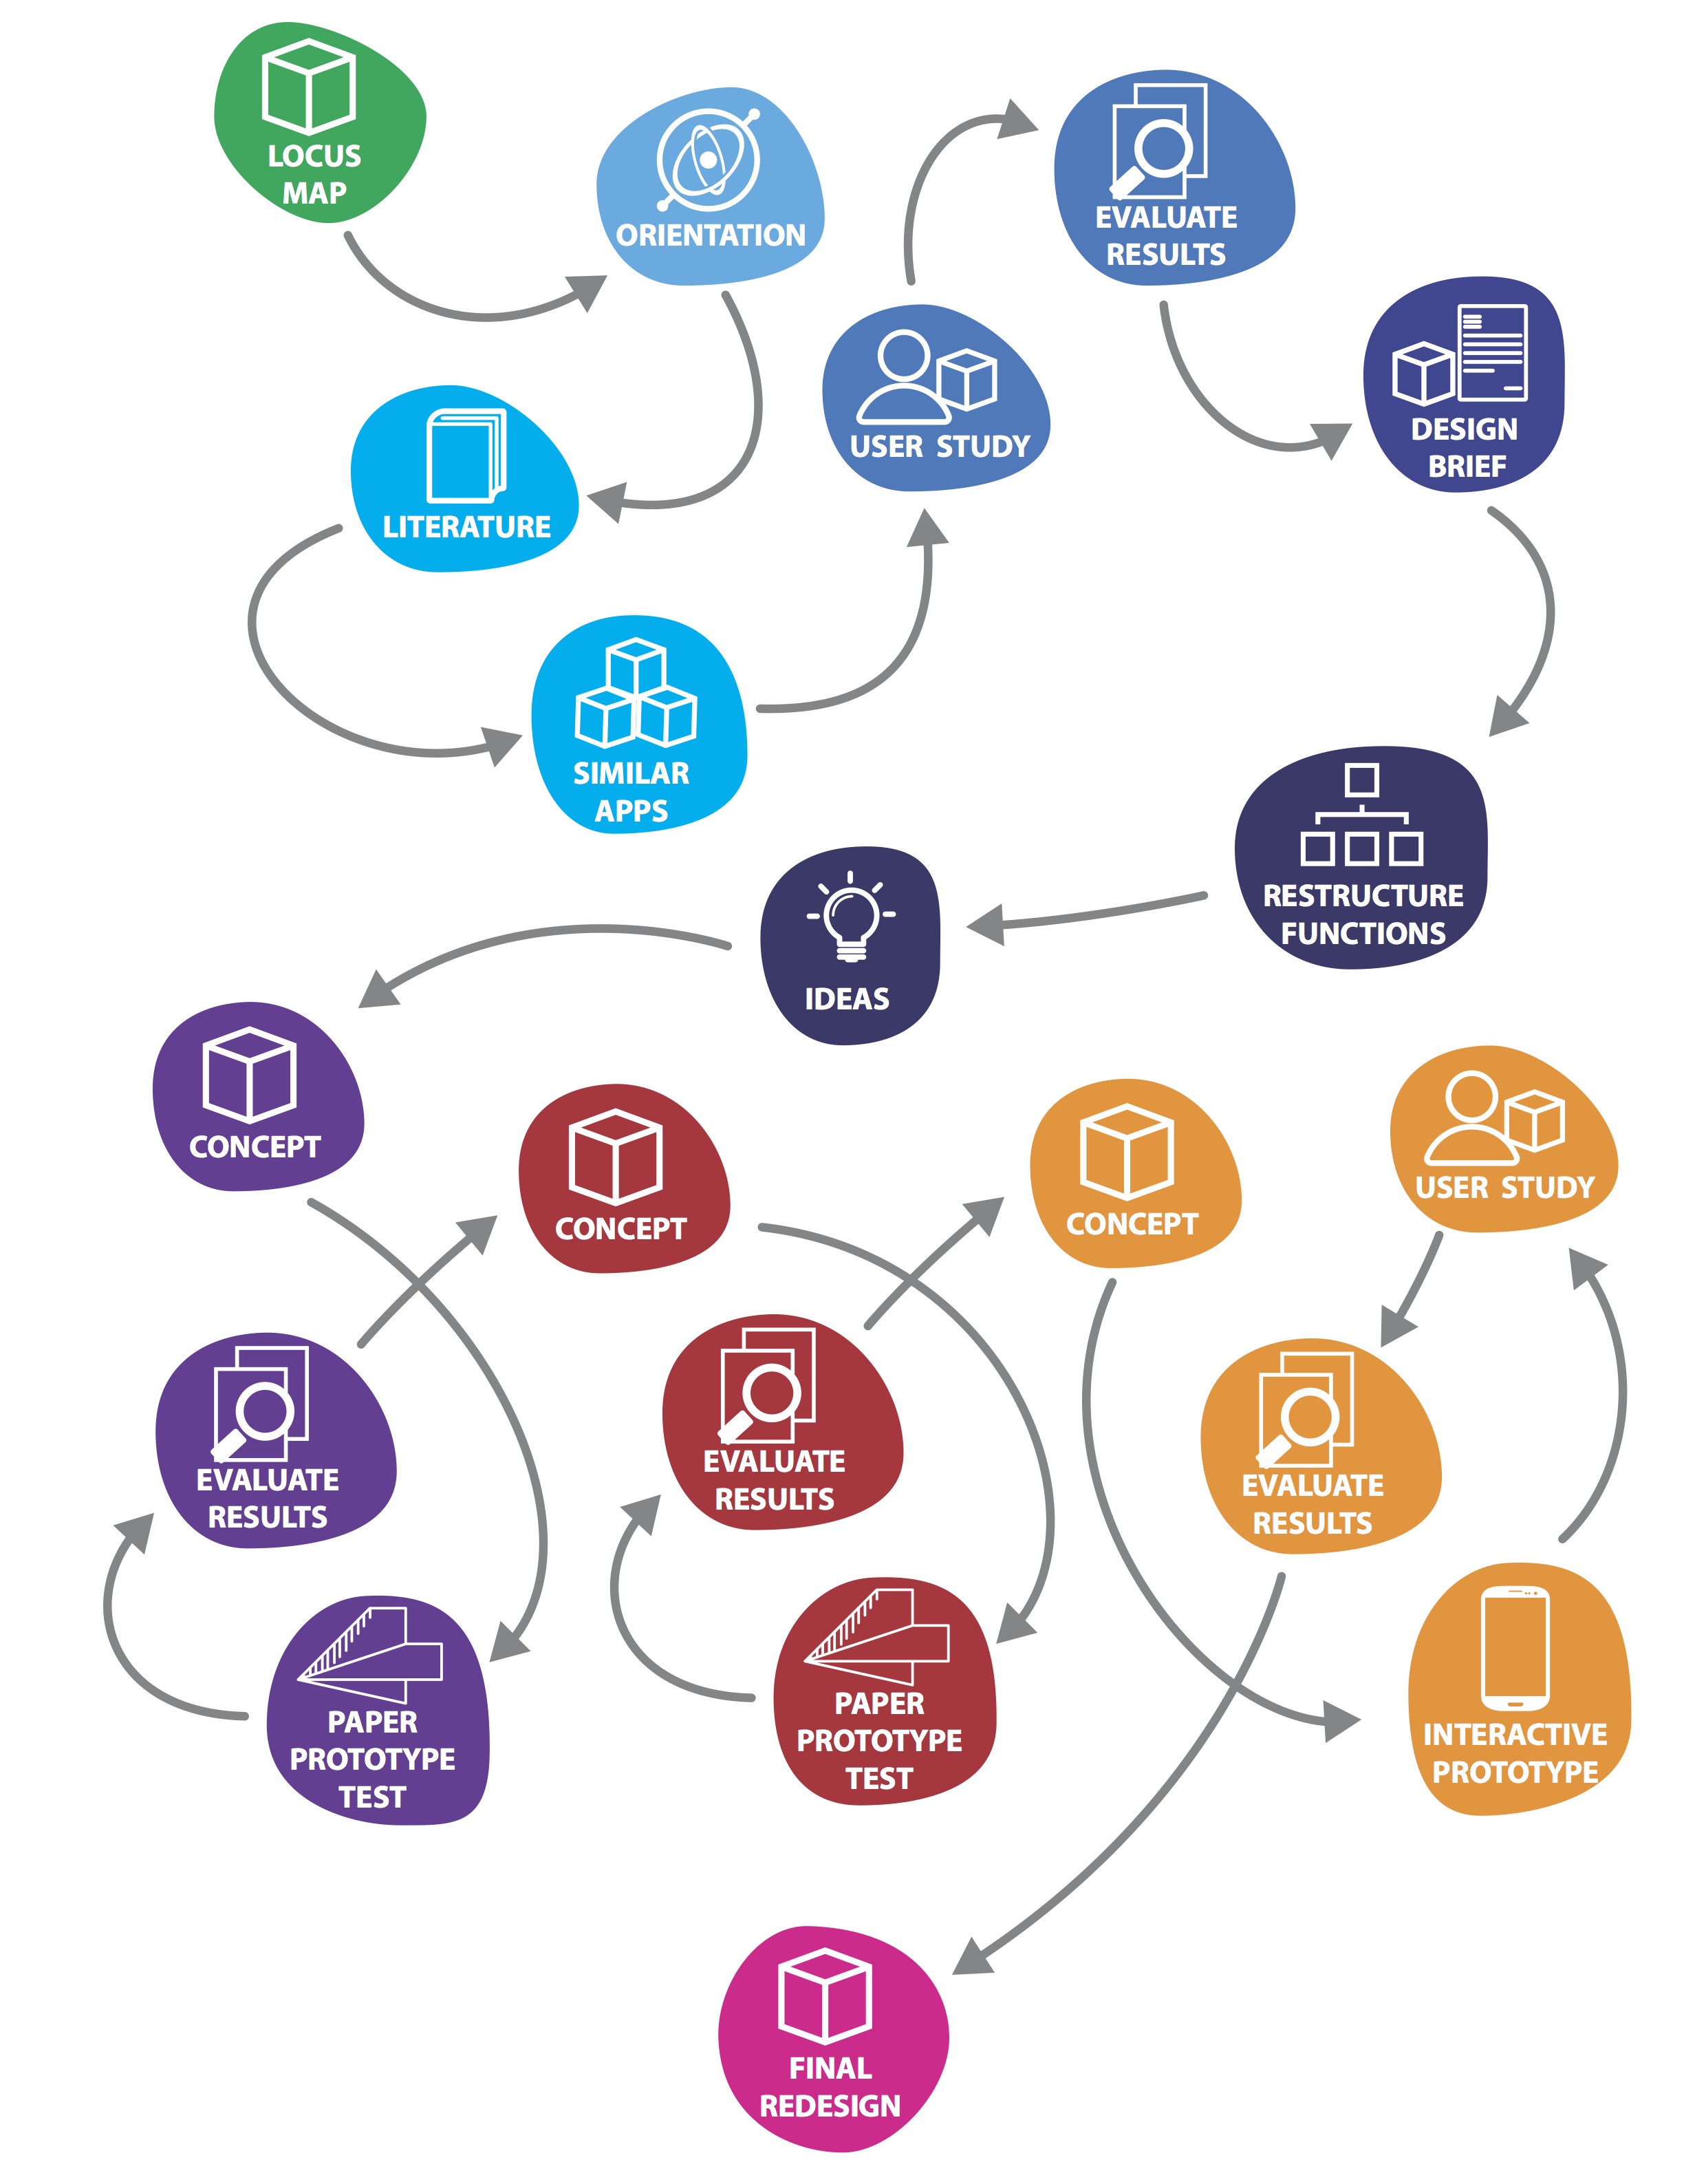 LOCUS
MAP
ORIENTATION
LITERATURE
SIMILAR
APPS
USER STUDY
EVALUATE
RESULTS
DESIGN
BRIEF
RESTRUCTURE
FUNCTIONS
IDEAS
CONCEPT
PAPER
PROTOTYPE
TEST
EVALUATE
RESULTS
CONCEPT
PAPER
PROTOTYPE
TEST
EVALUATE
RESULTS
CONCEPT
INTERACTIVE
PROTOTYPE
USER STUDY
EVALUATE
RESULTS
FINAL
REDESIGN